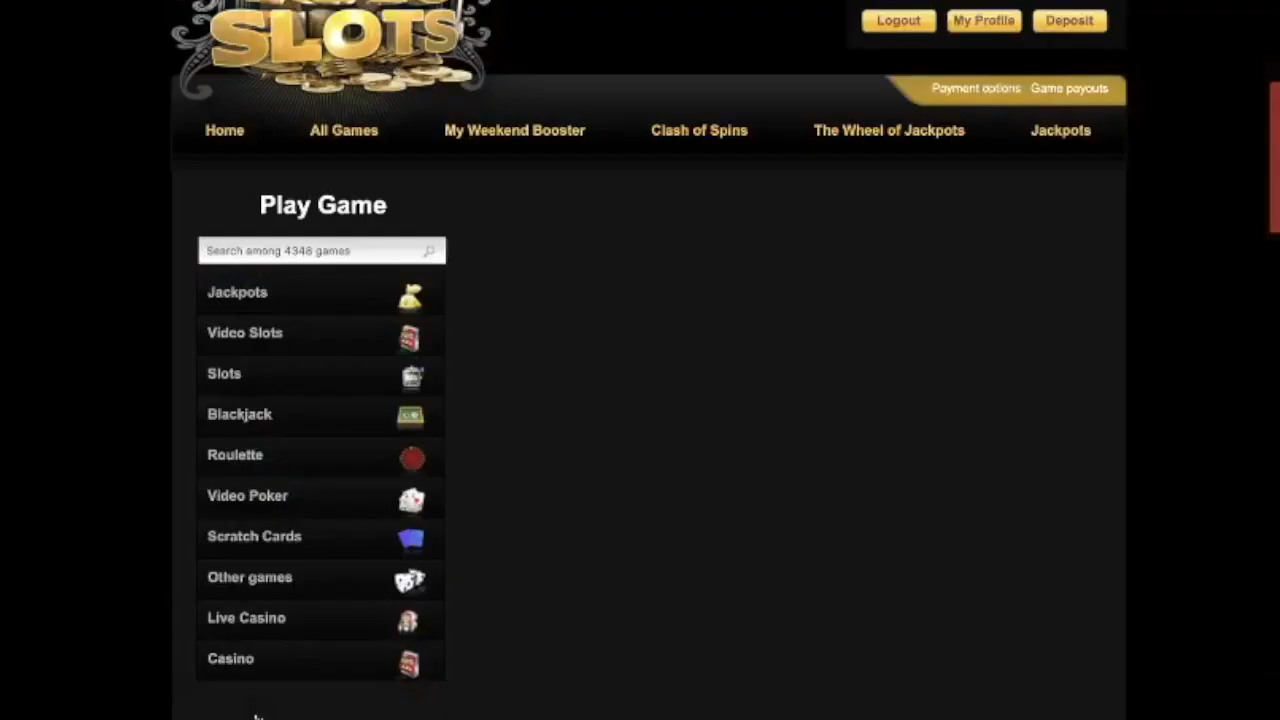 SLOTS
Logout My Profile Deposit
Payment options Game payouts
Home All Games My Weekend Booster Clash of Spins The Wheel of Jackpots Jackpots
Play Game
Search among 4348 games
Jackpots
Video Slots
Slots
Blackjack
Roulette
Video Poker
Scratch Cards
Other games
Live Casino
Casino